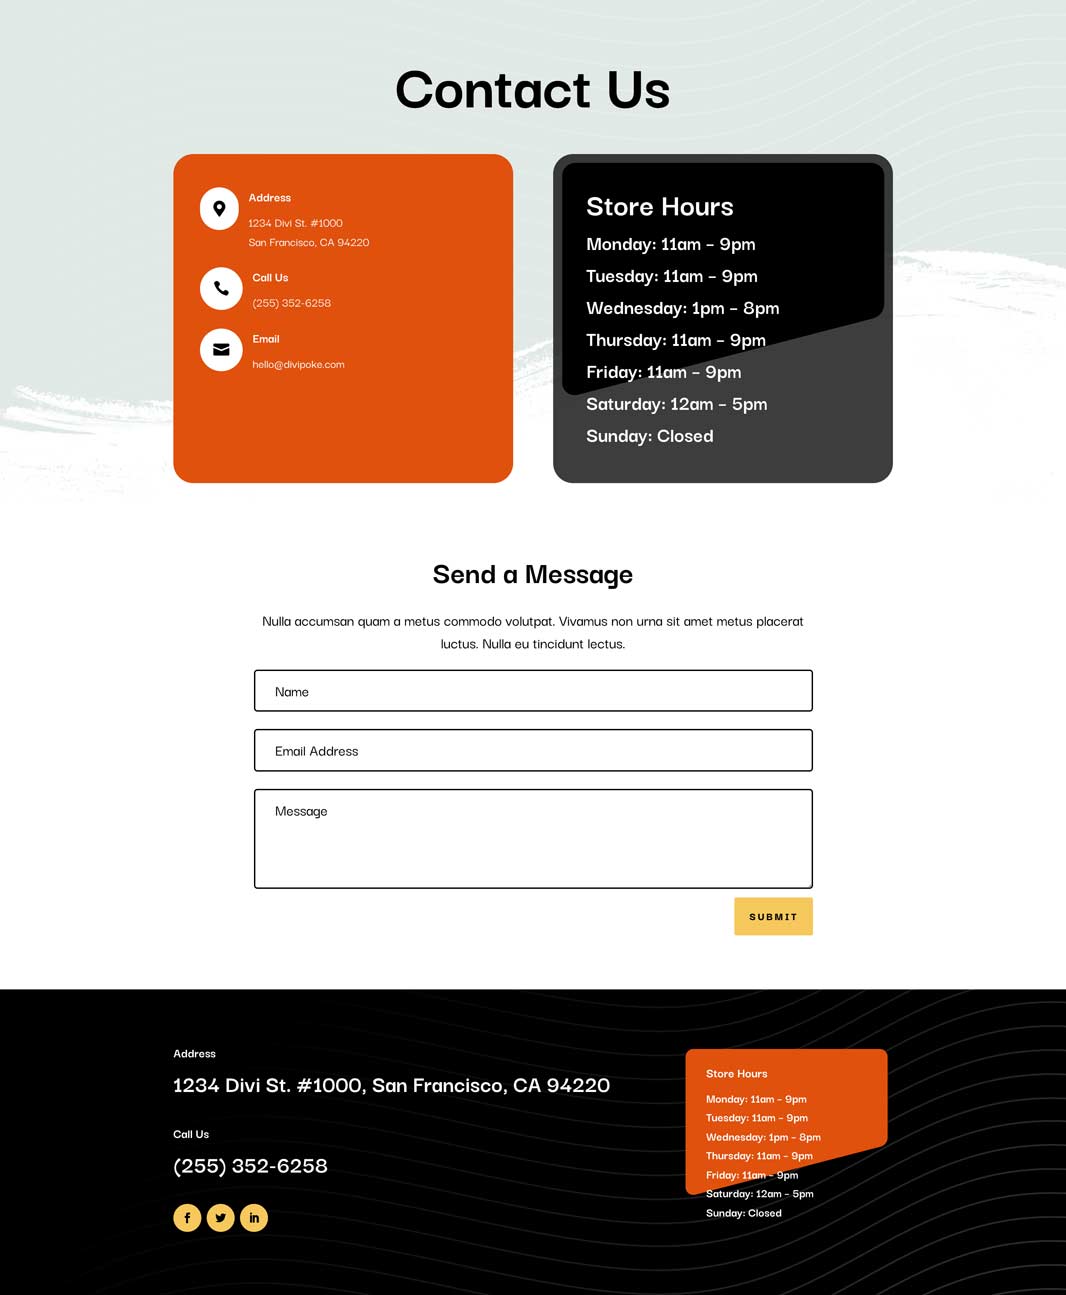 Contact Us
Address
1234 Divi St. #1000
San Francisco, CA 94220
Call Us
(255) 352-6258
Email
hello@divipoke.com
Store Hours
Monday: 11am – 9pm
Tuesday: 11am – 9pm
Wednesday: 1pm – 8pm
Thursday: 11am – 9pm
Friday: 11am – 9pm
Saturday: 12am – 5pm
Sunday: Closed
Send a Message
Nulla accumsan quam a metus commodo volutpat. Vivamus non urna sit amet metus placerat
luctus. Nulla eu tincidunt lectus.
Name
Email Address
Message
SUBMIT
Address
1234 Divi St. #1000, San Francisco, CA 94220
Call Us
(255) 352-6258
Store Hours
Monday: 11am – 9pm
Tuesday: 11am – 9pm
Wednesday: 1pm – 8pm
Thursday: 11am – 9pm
Friday: 11am – 9pm
Saturday: 12am – 5pm
Sunday: Closed